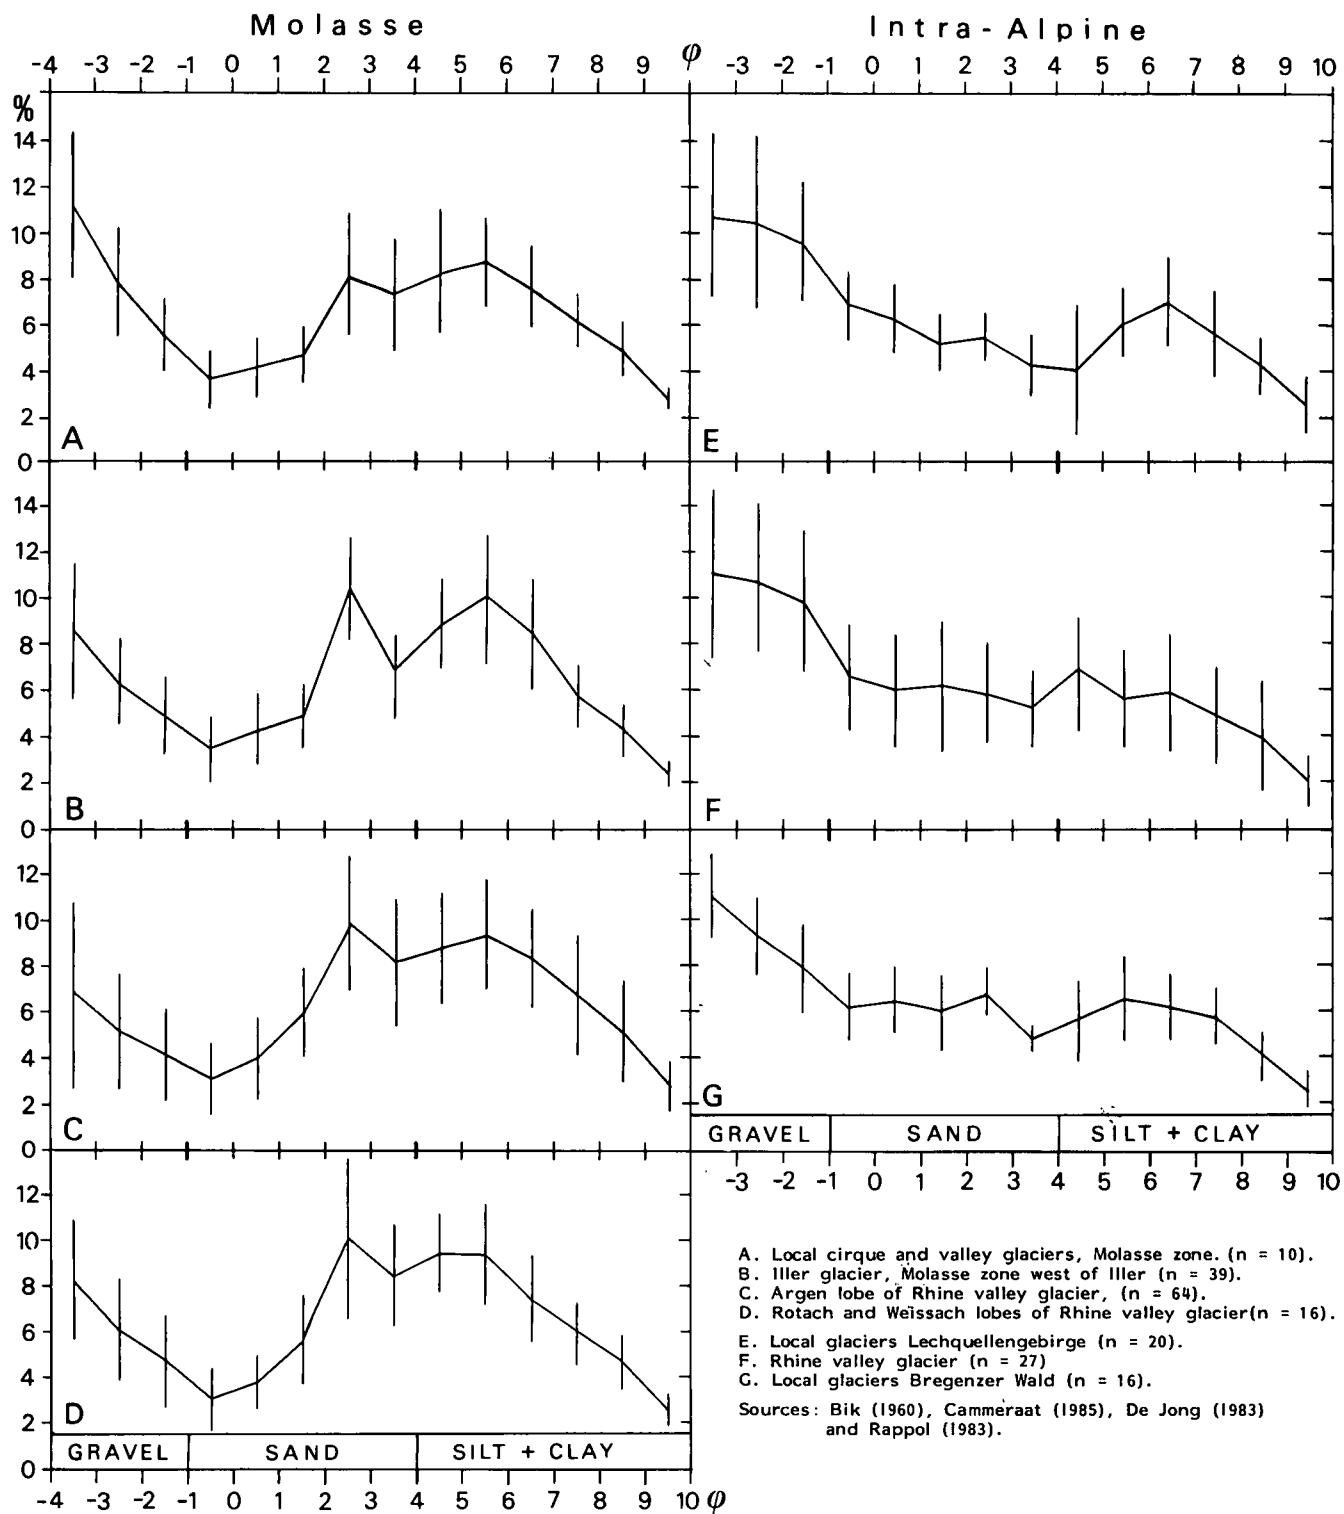 Molasse
Intra-Alpine
-4 -3 -2 -1 0 1 2 3 4 5 6 7 8 9 φ -3 -2 -1 0 1 2 3 4 5 6 7 8 9 10
%
14
12
10
8
6
4
2
0
A
E
14
12
10
8
6
4
2
0
B
F
12
10
8
6
4
2
0
C
G
GRAVEL SAND SILT + CLAY
-3 -2 -1 0 1 2 3 4 5 6 7 8 9 10
12
10
8
6
4
2
0
D
GRAVEL SAND SILT + CLAY
-4 -3 -2 -1 0 1 2 3 4 5 6 7 8 9 10 φ
A. Local cirque and valley glaciers, Molasse zone. (n = 10).
B. Iller glacier, Molasse zone west of Iller (n = 39).
C. Argen lobe of Rhine valley glacier, (n = 64).
D. Rotach and Weissach lobes of Rhine valley glacier(n = 16).
E. Local glaciers Lechquellengebirge (n = 20).
F. Rhine valley glacier (n = 27)
G. Local glaciers Bregenzer Wald (n = 16).
Sources: Bik (1960), Cammeraat (1985), De Jong (1983)
and Rappol (1983).